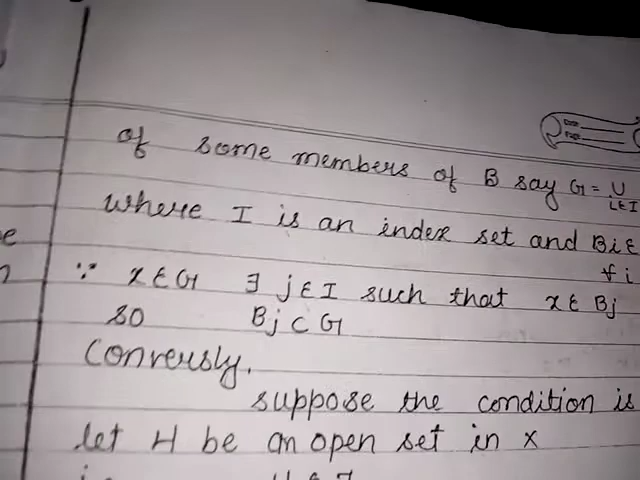 of some members of B say G = ∪
i∈I
where I is an index set and Bi ∈
∀ i
∵ x ∈ G ∃ j ∈ I such that x ∈ Bj
so Bj ⊂ G
Conversly.
suppose the condition is
let H be an open set in X